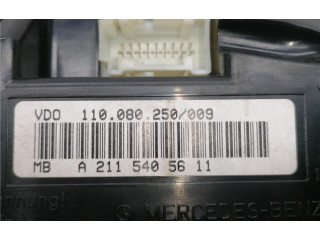 VDO 110.080.250/009
MB A 211 540 56 11
MERCEDES-BENZ